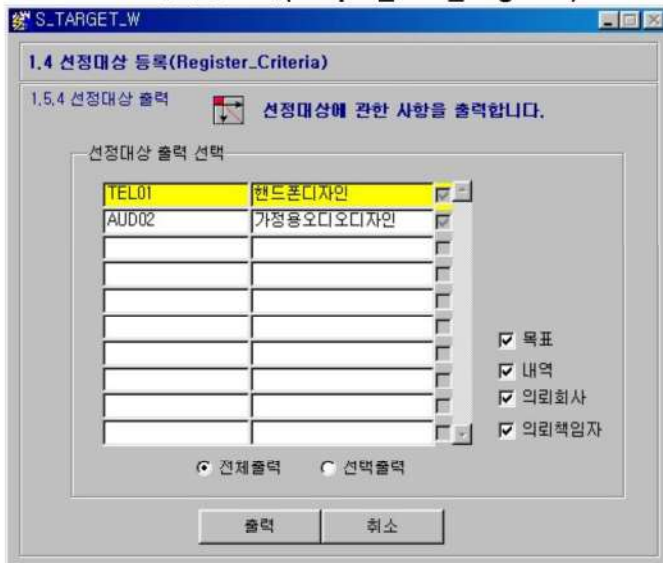 S_TARGET_W
1.4 선정대상 등록(Register_Criteria)
1.5.4 선정대상 출력
선정대상에 관한 사항을 출력합니다.
선정대상 출력 선택
TEL01 핸드폰디자인
AUD02 가정용오디오디자인
목표
내역
의뢰회사
의뢰책임자
전체출력 선택출력
출력 취소